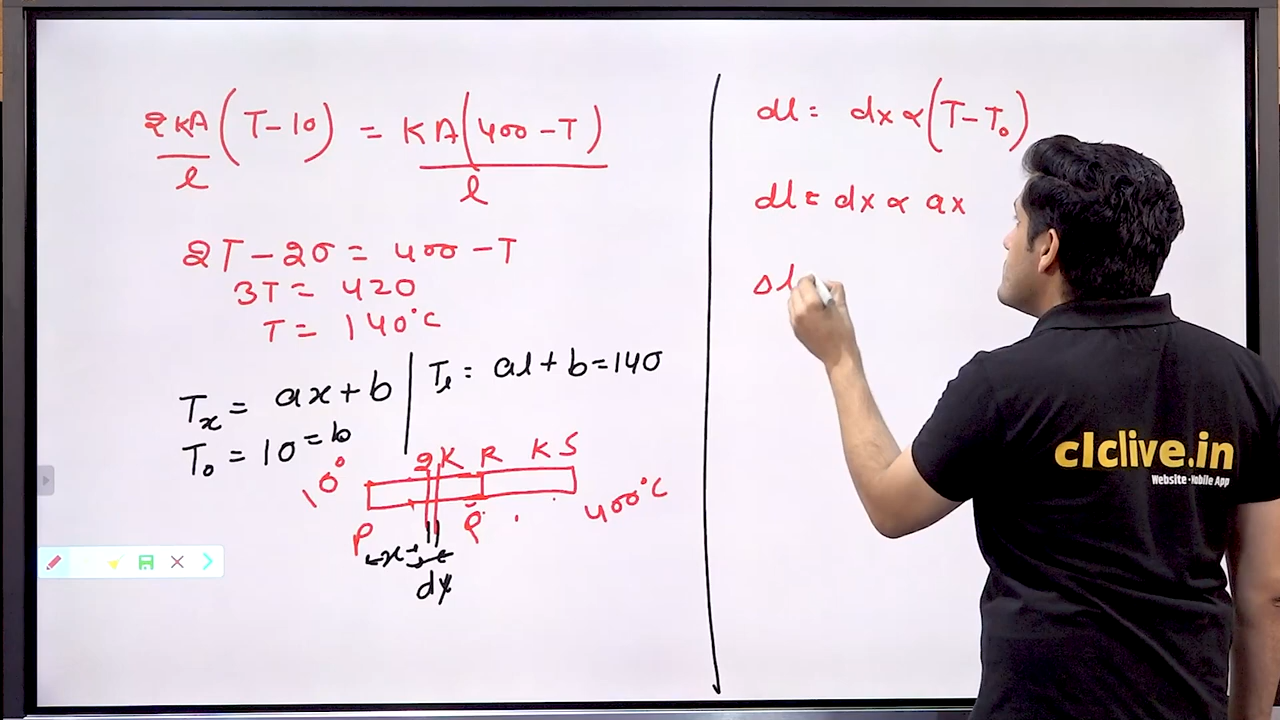 2KA/l (T-10) = KA(400-T)/l
2T-20 = 400-T
3T = 420
T = 140°C
Tx = ax+b
T0 = 10 = b
Tl = al+b=140
10°
2K R K S
400°C
P Q
x
dx
dl = dx α(T-T0)
dl = dx α ax
Δl
clclive.in
Website · Mobile App